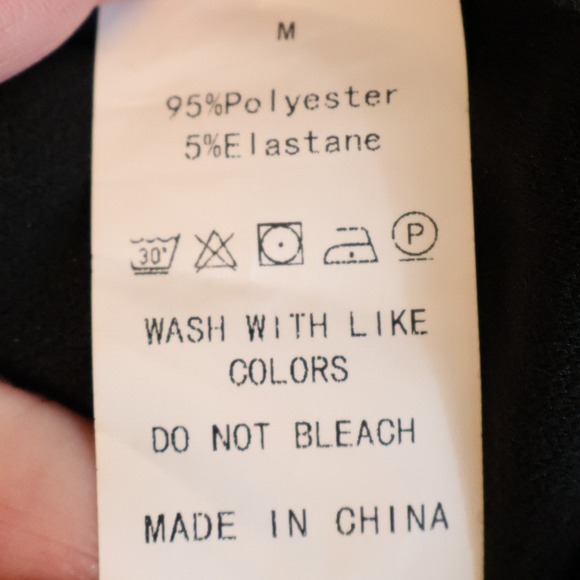 M
95%Polyester
5%Elastane
30° P
WASH WITH LIKE
COLORS
DO NOT BLEACH
MADE IN CHINA